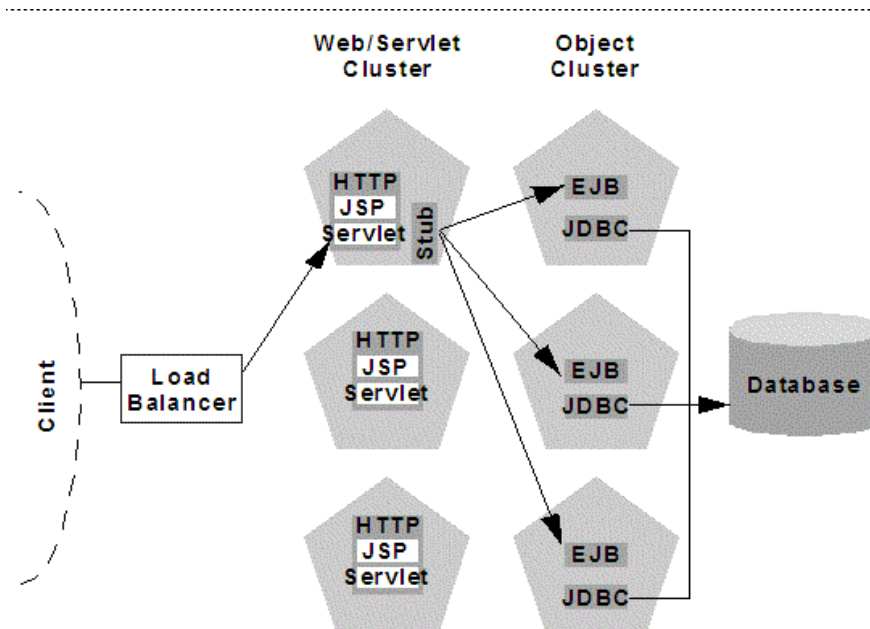 Web/Servlet
Cluster
Object
Cluster
HTTP
JSP
Servlet
Stub
EJB
JDBC
Client
Load
Balancer
HTTP
JSP
Servlet
EJB
JDBC
Database
HTTP
JSP
Servlet
EJB
JDBC